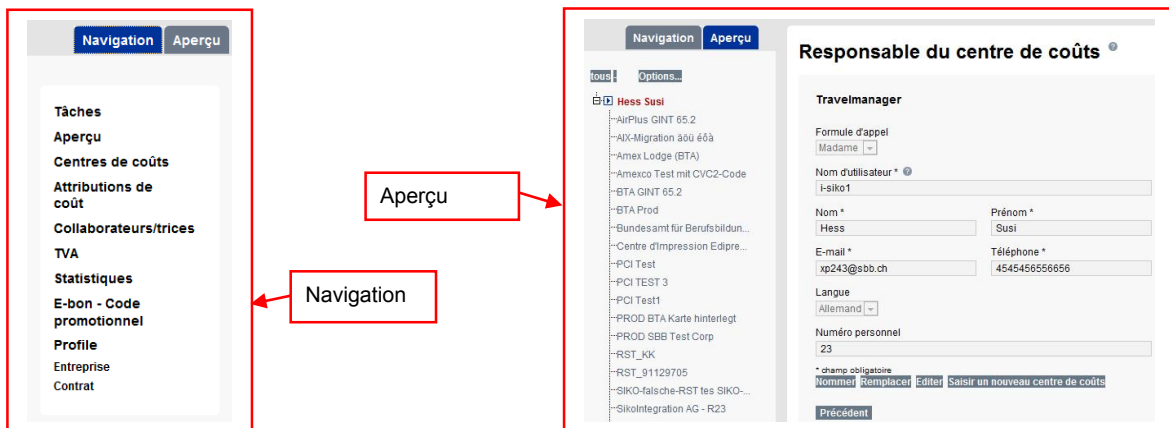 Navigation Aperçu
Tâches
Aperçu
Centres de coûts
Attributions de
coût
Collaborateurs/trices
TVA
Statistiques
E-bon - Code
promotionnel
Profile
Entreprise
Contrat
Navigation
Aperçu
Navigation Aperçu
tous - Options...
Hess Susi
AirPlus GINT 65.2
AIX-Migration äöü éôà
Amex Lodge (BTA)
Amexco Test mit CVC2-Code
BTA GINT 65.2
BTA Prod
Bundesamt für Berufsbildun...
Centre d'Impression Edipre...
PCI Test
PCI TEST 3
PCI Test1
PROD BTA Karte hinterlegt
PROD SBB Test Corp
RST_KK
RST_91129705
SIKO-falsche-RST tes SIKO-...
SikoIntegration AG - R23
Responsable du centre de coûts
Travelmanager
Formule d'appel
Madame
Nom d'utilisateur *
i-siko1
Nom * Prénom *
Hess Susi
E-mail * Téléphone *
xp243@sbb.ch 4545456556656
Langue
Allemand
Numéro personnel
23
* champ obligatoire
Nommer Remplacer Editer Saisir un nouveau centre de coûts
Précédent